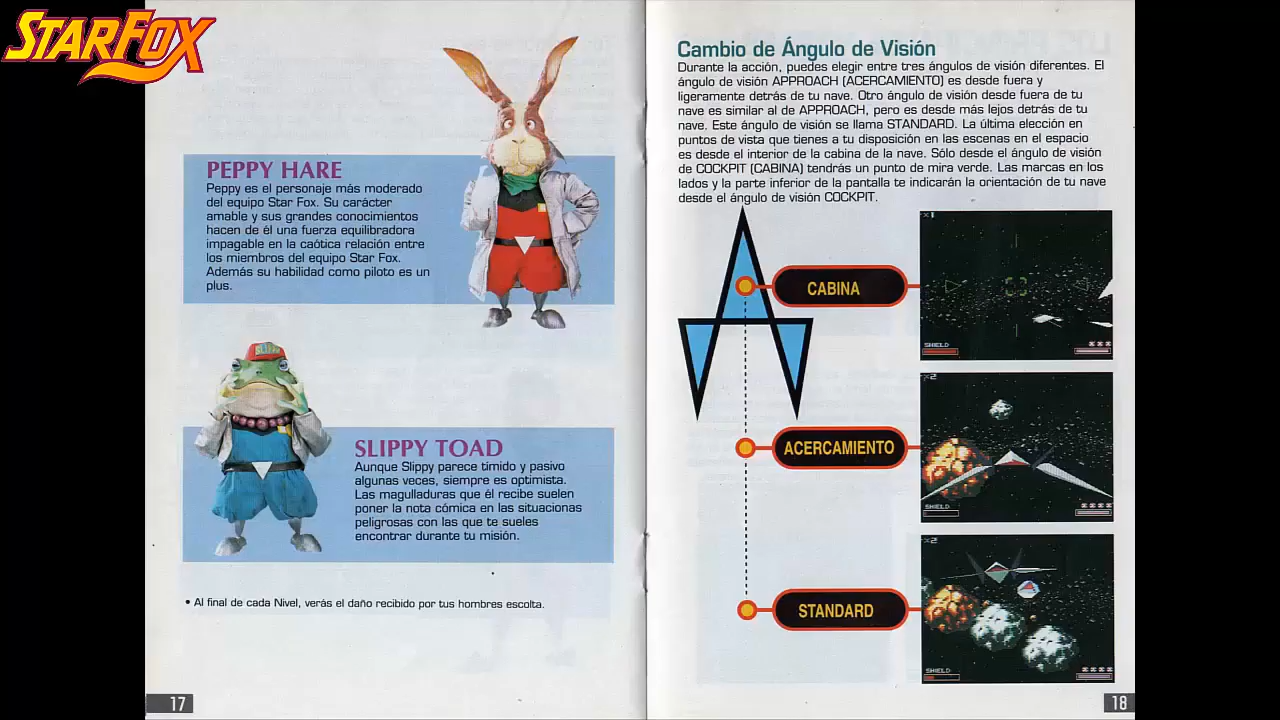 STARFOX
PEPPY HARE
Peppy es el personaje más moderado
del equipo Star Fox. Su carácter
amable y sus grandes conocimientos
hacen de él una fuerza equilibradora
impagable en la caótica relación entre
los miembros del equipo Star Fox.
Además su habilidad como piloto es un
plus.
SLIPPY
SLIPPY TOAD
Aunque Slippy parece timido y pasivo
algunas veces, siempre es optimista.
Las magulladuras que él recibe suelen
poner la nota cómica en las situacionas
peligrosas con las que te sueles
encontrar durante tu misión.
• Al final de cada Nivel, verás el daño recibido por tus hombres escolta.
17
Cambio de Ángulo de Visión
Durante la acción, puedes elegir entre tres ángulos de visión diferentes. El
ángulo de visión APPROACH (ACERCAMIENTO) es desde fuera y
ligeramente detrás de tu nave. Otro ángulo de visión desde fuera de tu
nave es similar al de APPROACH, pero es desde más lejos detrás de tu
nave. Este ángulo de visión se llama STANDARD. La última elección en
puntos de vista que tienes a tu disposición en las escenas en el espacio
es desde el interior de la cabina de la nave. Sólo desde el ángulo de visión
de COCKPIT (CABINA) tendrás un punto de mira verde. Las marcas en los
lados y la parte inferior de la pantalla te indicarán la orientación de tu nave
desde el ángulo de visión COCKPIT.
CABINA
x1
SHIELD
ACERCAMIENTO
x2
SHIELD
STANDARD
x2
SHIELD
18